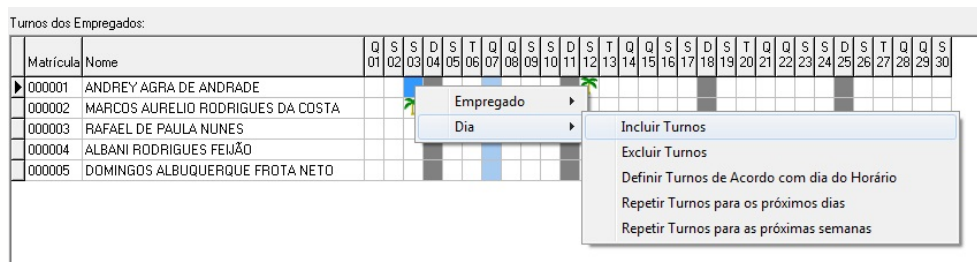 Turnos dos Empregados:
Q S S D S T Q Q S S D S T Q Q S S D S T Q Q S S D S T Q Q S
Matrícula Nome 01 02 03 04 05 06 07 08 09 10 11 12 13 14 15 16 17 18 19 20 21 22 23 24 25 26 27 28 29 30
000001 ANDREY AGRA DE ANDRADE
000002 MARCOS AURELIO RODRIGUES DA COSTA
000003 RAFAEL DE PAULA NUNES
000004 ALBANI RODRIGUES FEIJÃO
000005 DOMINGOS ALBUQUERQUE FROTA NETO
Empregado
Dia
Incluir Turnos
Excluir Turnos
Definir Turnos de Acordo com dia do Horário
Repetir Turnos para os próximos dias
Repetir Turnos para as próximas semanas